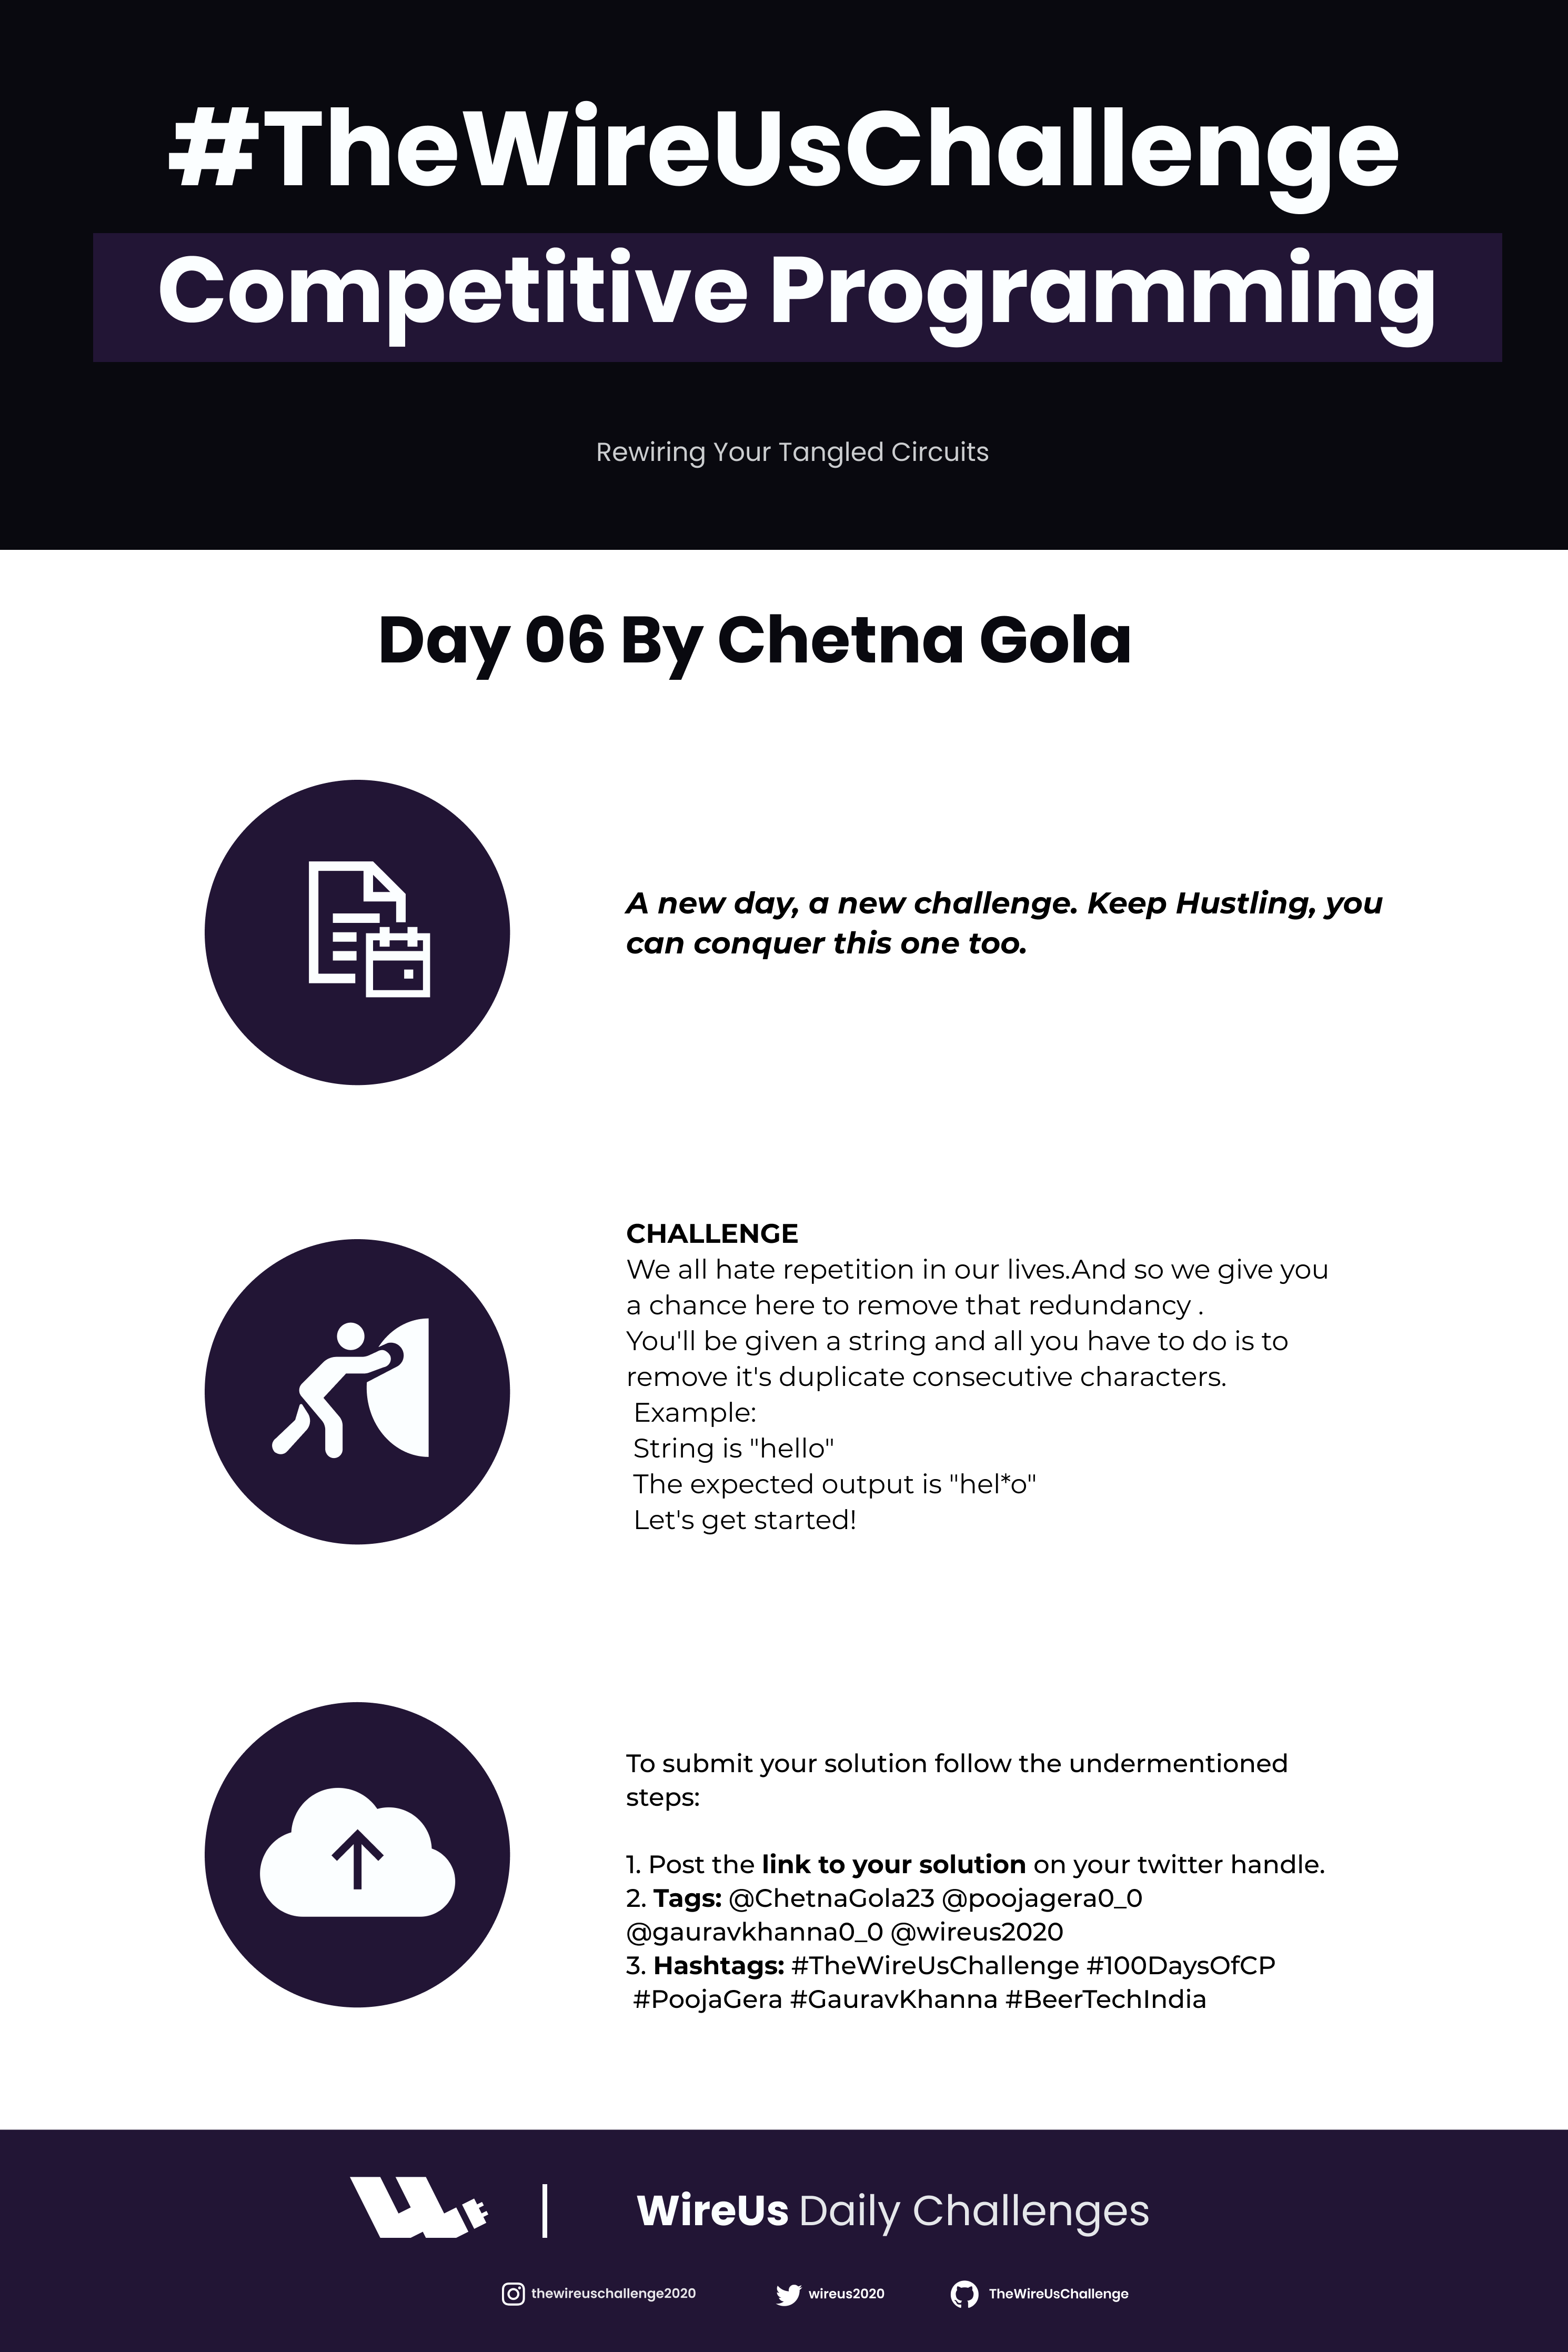 #TheWireUsChallenge
Competitive Programming
Rewiring Your Tangled Circuits
Day 06 By Chetna Gola
A new day, a new challenge. Keep Hustling, you
can conquer this one too.
CHALLENGE
We all hate repetition in our lives.And so we give you
a chance here to remove that redundancy .
You'll be given a string and all you have to do is to
remove it's duplicate consecutive characters.
Example:
String is "hello"
The expected output is "hel*o"
Let's get started!
To submit your solution follow the undermentioned
steps:
1. Post the link to your solution on your twitter handle.
2. Tags: @ChetnaGola23 @poojagera0_0
@gauravkhanna0_0 @wireus2020
3. Hashtags: #TheWireUsChallenge #100DaysOfCP
#PoojaGera #GauravKhanna #BeerTechIndia
WireUs Daily Challenges
thewireuschallenge2020 wireus2020 TheWireUsChallenge